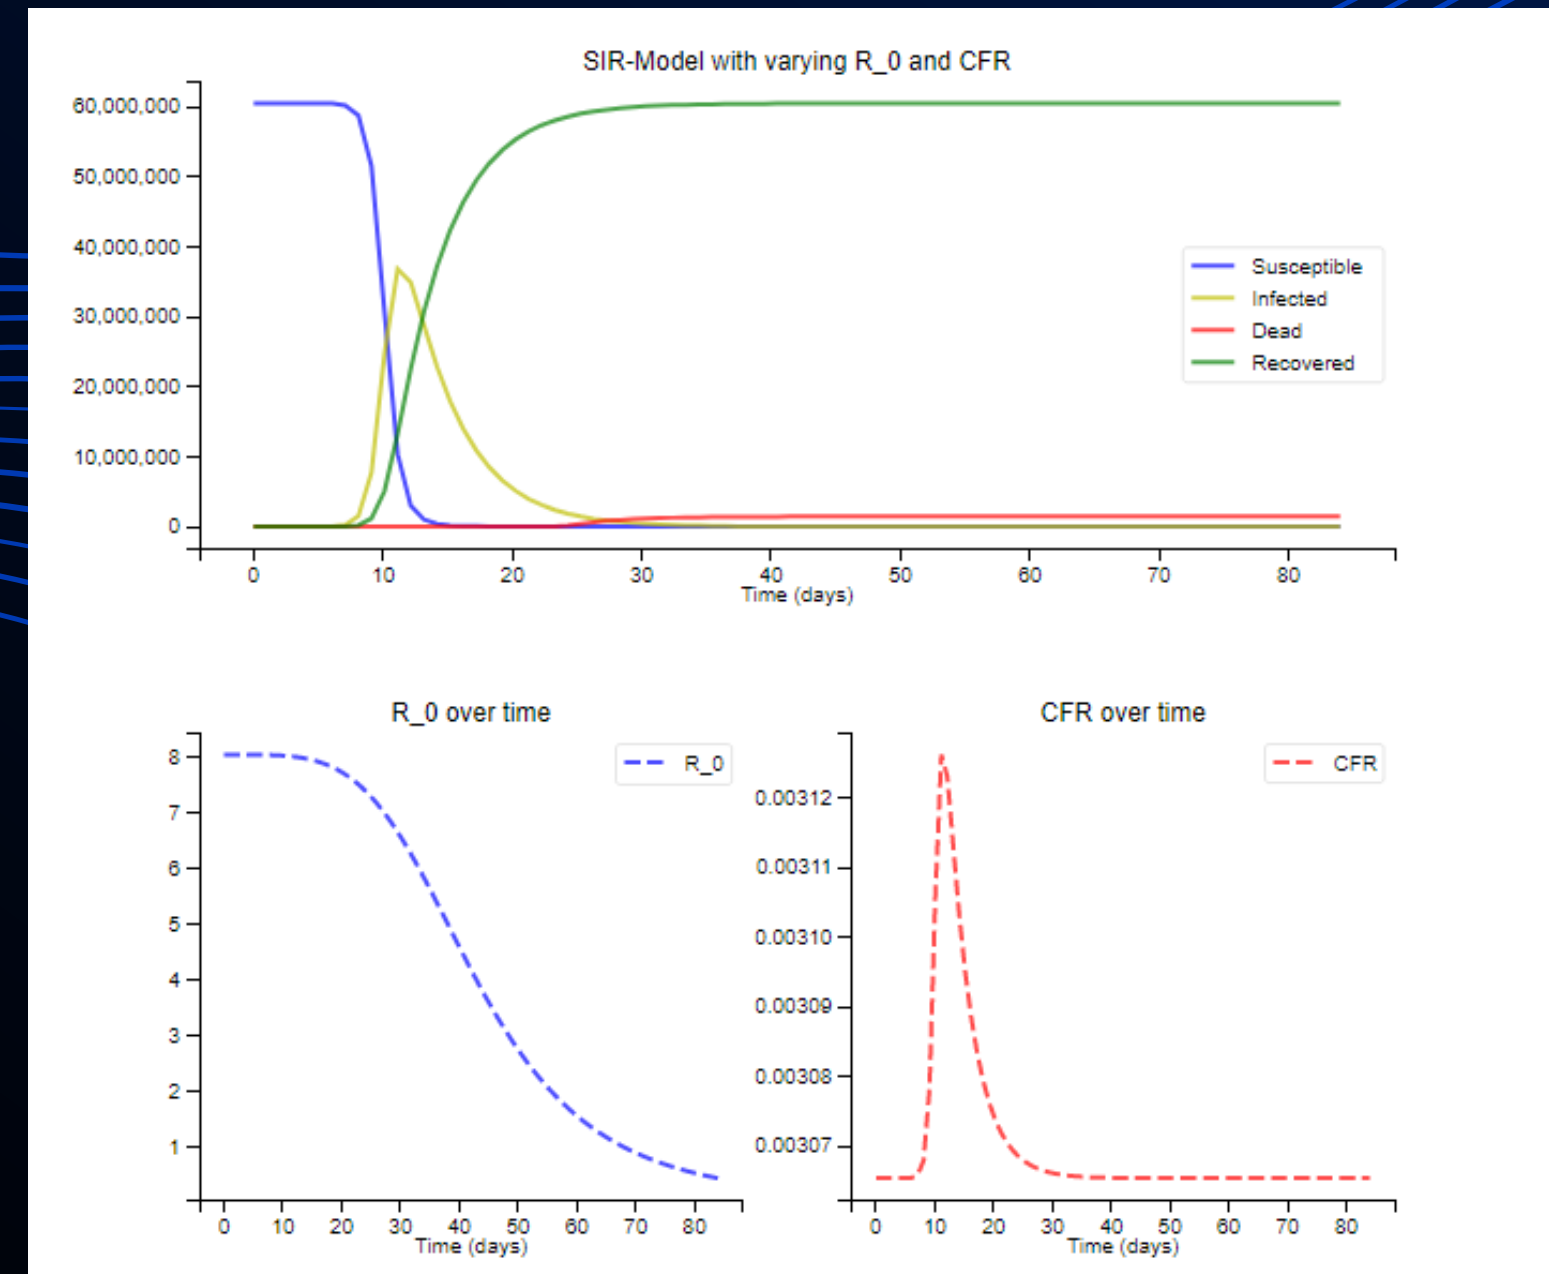 SIR-Model with varying R_0 and CFR
60,000,000
50,000,000
40,000,000
30,000,000
20,000,000
10,000,000
0
Susceptible
Infected
Dead
Recovered
0 10 20 30 40 50 60 70 80
Time (days)
R_0 over time
R_0
8
7
6
5
4
3
2
1
0 10 20 30 40 50 60 70 80
Time (days)
CFR over time
CFR
0.00312
0.00311
0.00310
0.00309
0.00308
0.00307
0 10 20 30 40 50 60 70 80
Time (days)